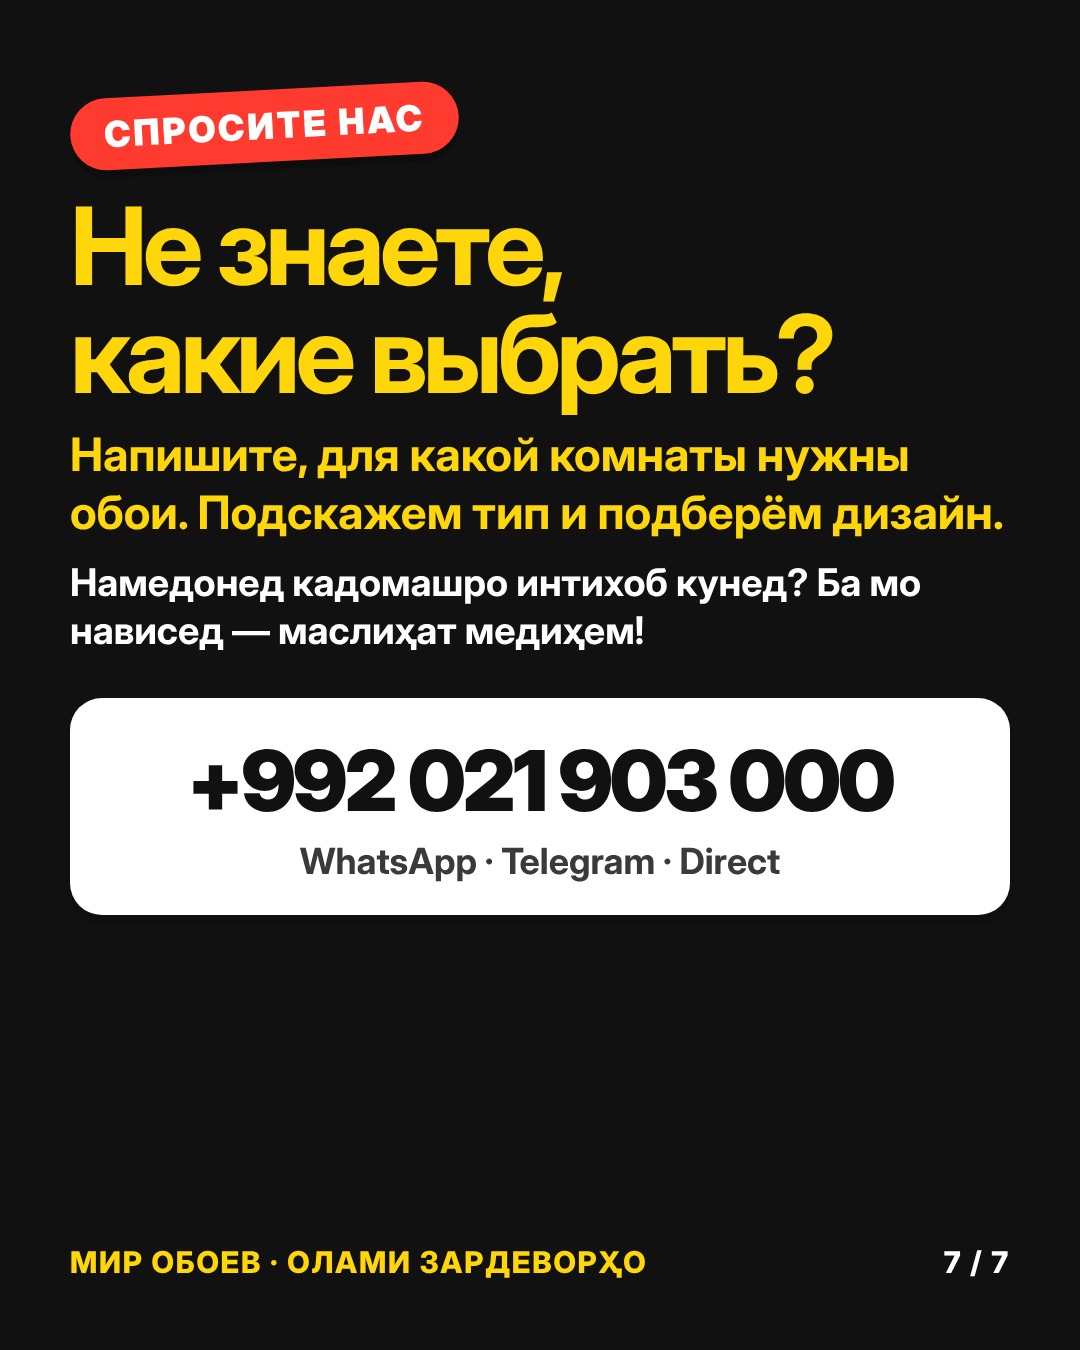 СПРОСИТЕ НАС
Не знаете,
какие выбрать?
Напишите, для какой комнаты нужны
обои. Подскажем тип и подберём дизайн.
Намедонед кадомашро интихоб кунед? Ба мо
нависед — маслиҳат медиҳем!
+992 021 903 000
WhatsApp · Telegram · Direct
МИР ОБОЕВ · ОЛАМИ ЗАРДЕВОРҲО
7 / 7